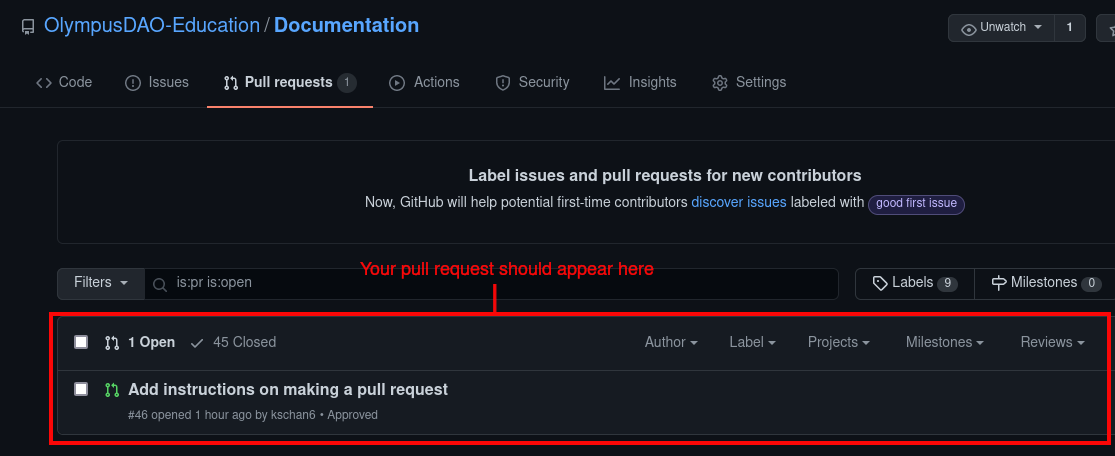 OlympusDAO-Education / Documentation
Unwatch 1
Code Issues Pull requests 1 Actions Security Insights Settings
Label issues and pull requests for new contributors
Now, GitHub will help potential first-time contributors discover issues labeled with good first issue
Your pull request should appear here
Filters is:pr is:open Labels 9 Milestones 0
1 Open 45 Closed Author Label Projects Milestones Reviews
Add instructions on making a pull request
#46 opened 1 hour ago by kschan6 • Approved